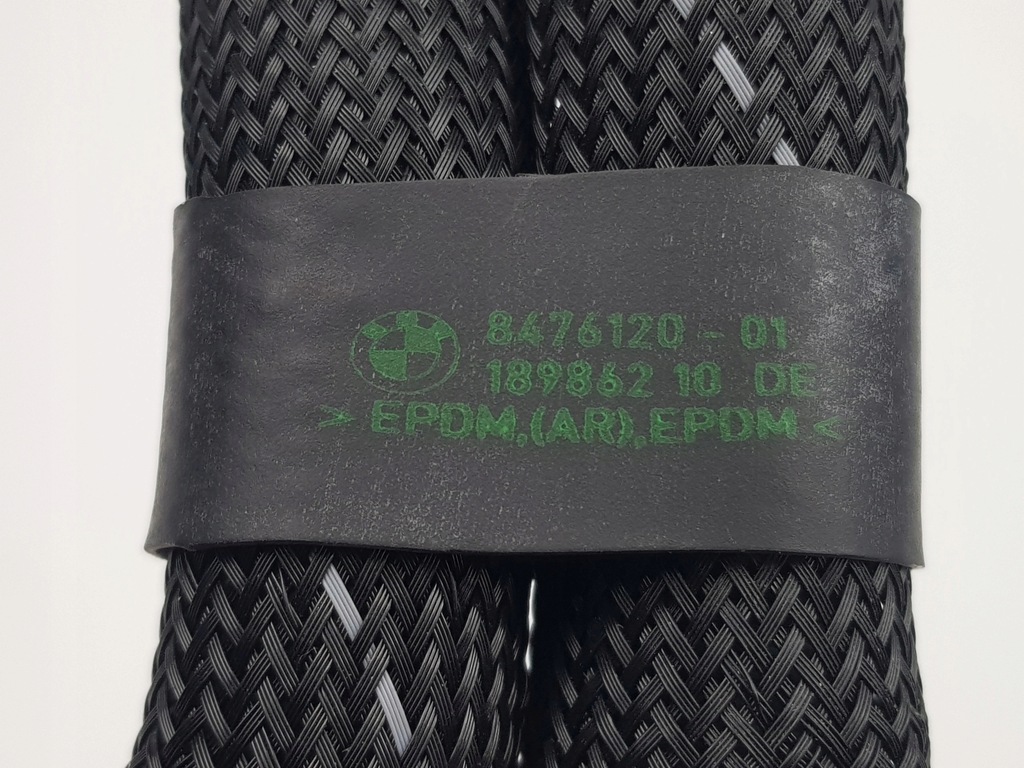 8476120 - 01
189862 10 DE
> EPDM,(AR),EPDM <